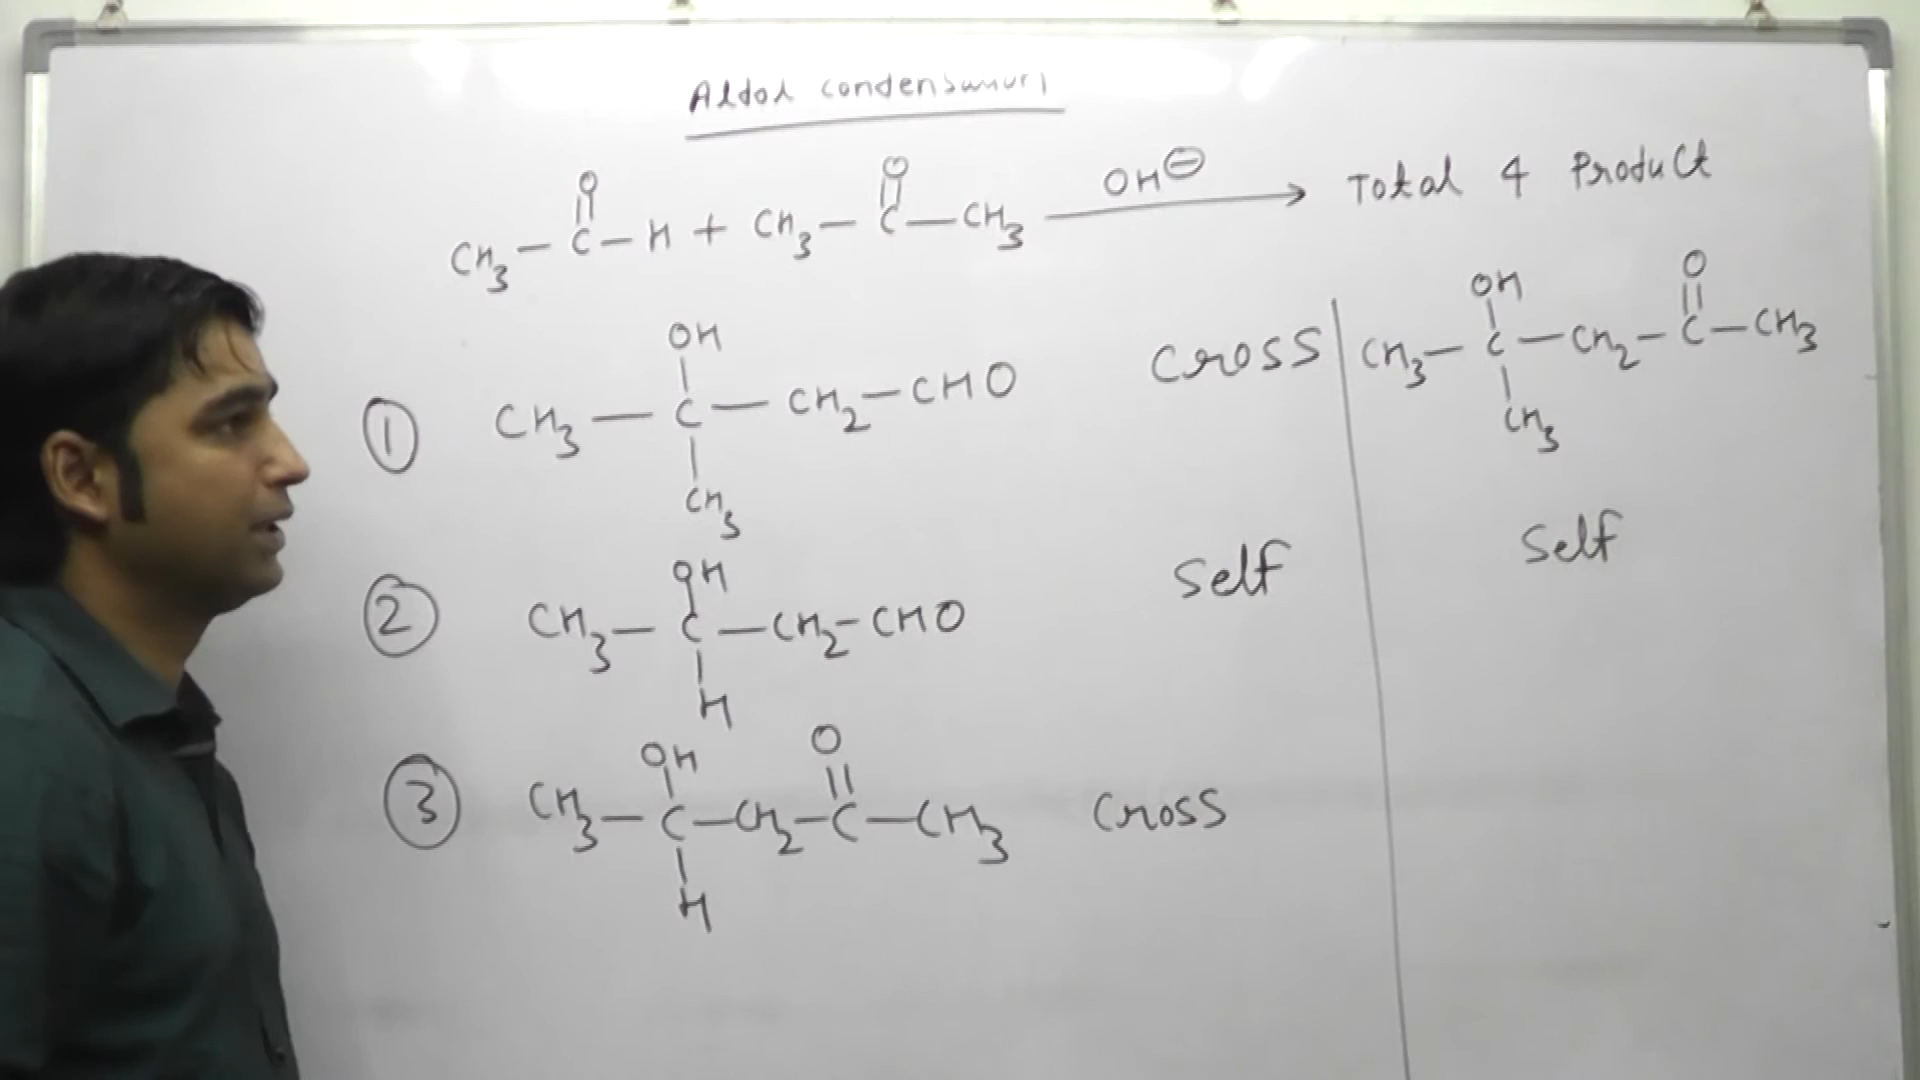 Aldol condensation
O O
CH3 – C – H + CH3 – C – CH3 OH⊖ → Total 4 Product
OH
① CH3 – C – CH2 – CHO Cross
CH3
OH
② CH3 – C – CH2 – CHO Self
H
OH O
③ CH3 – C – CH2 – C – CH3 Cross
H
OH O
CH3 – C – CH2 – C – CH3
CH3
Self